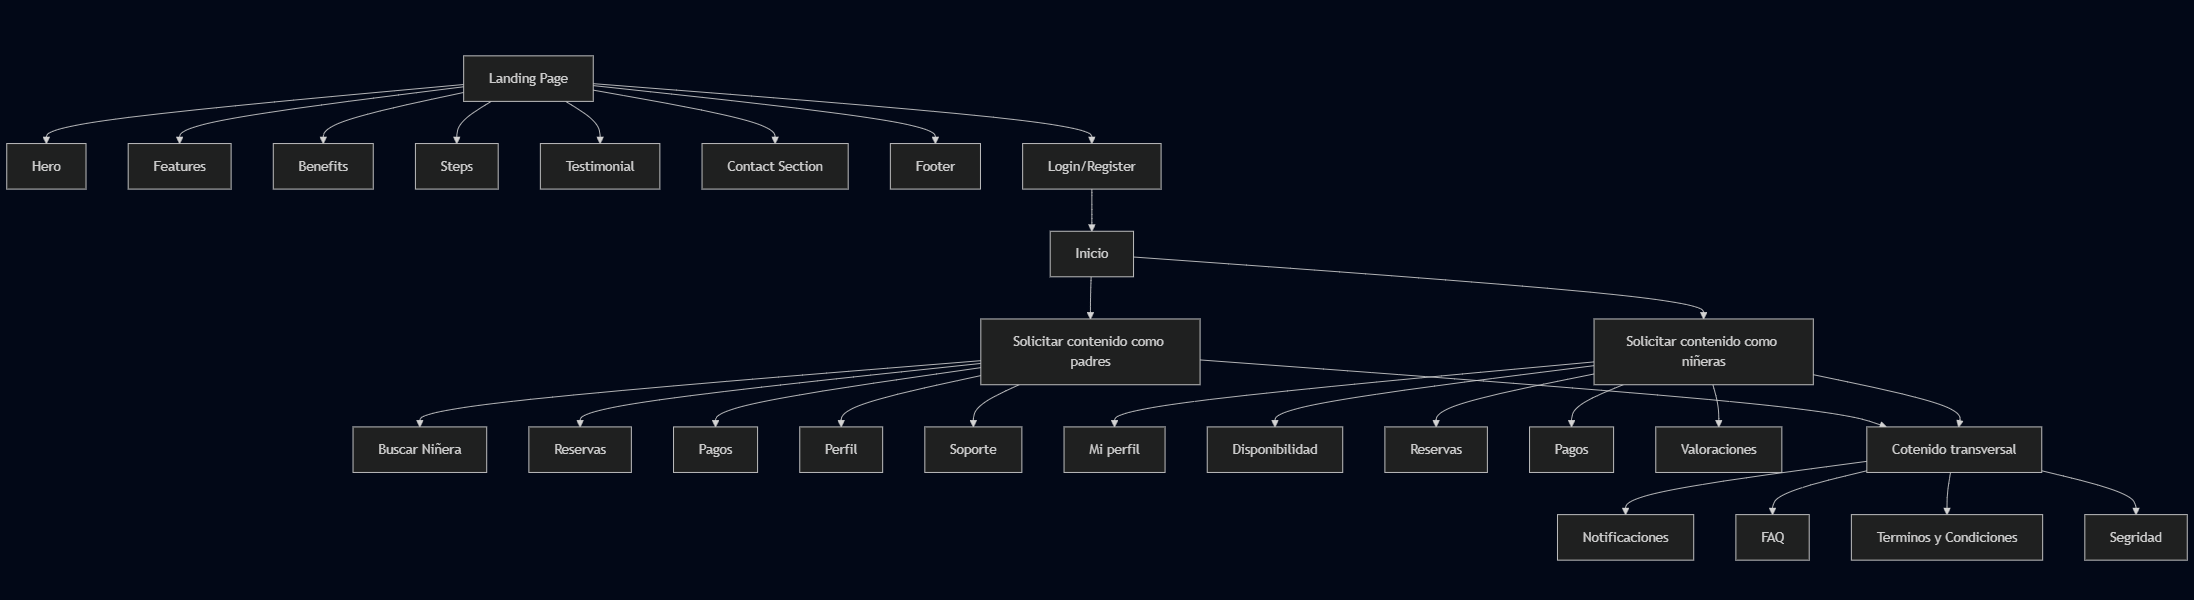 Landing Page
Hero
Features
Benefits
Steps
Testimonial
Contact Section
Footer
Login/Register
Inicio
Solicitar contenido como
padres
Solicitar contenido como
niñeras
Buscar Niñera
Reservas
Pagos
Perfil
Soporte
Mi perfil
Disponibilidad
Reservas
Pagos
Valoraciones
Cotenido transversal
Notificaciones
FAQ
Terminos y Condiciones
Segridad